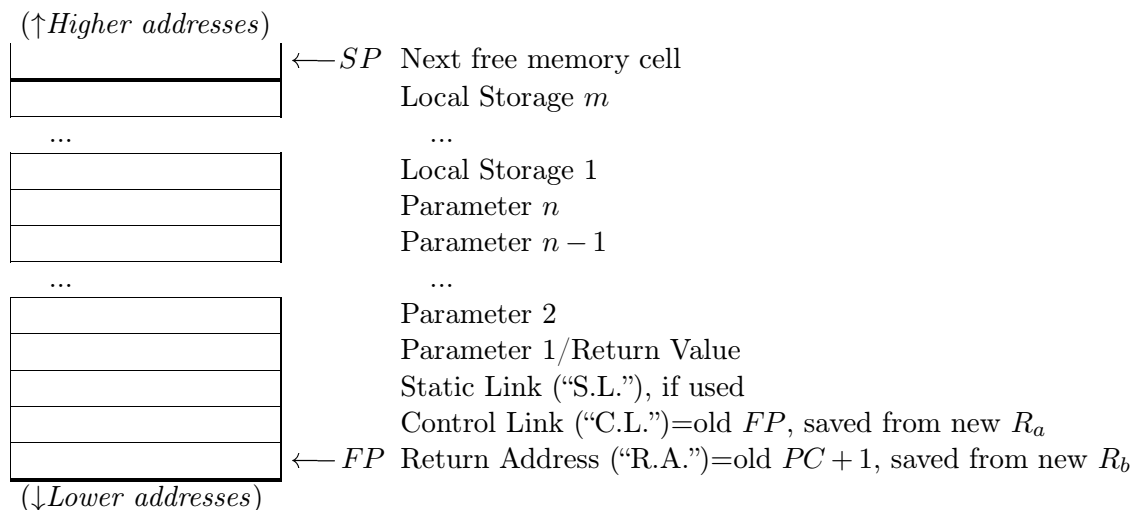 (↑Higher addresses)
←—SP Next free memory cell
Local Storage m
... ...
Local Storage 1
Parameter n
Parameter n − 1
... ...
Parameter 2
Parameter 1/Return Value
Static Link (“S.L.”), if used
Control Link (“C.L.”)=old FP, saved from new Rₐ
←—FP Return Address (“R.A.”)=old PC + 1, saved from new R_b
(↓Lower addresses)